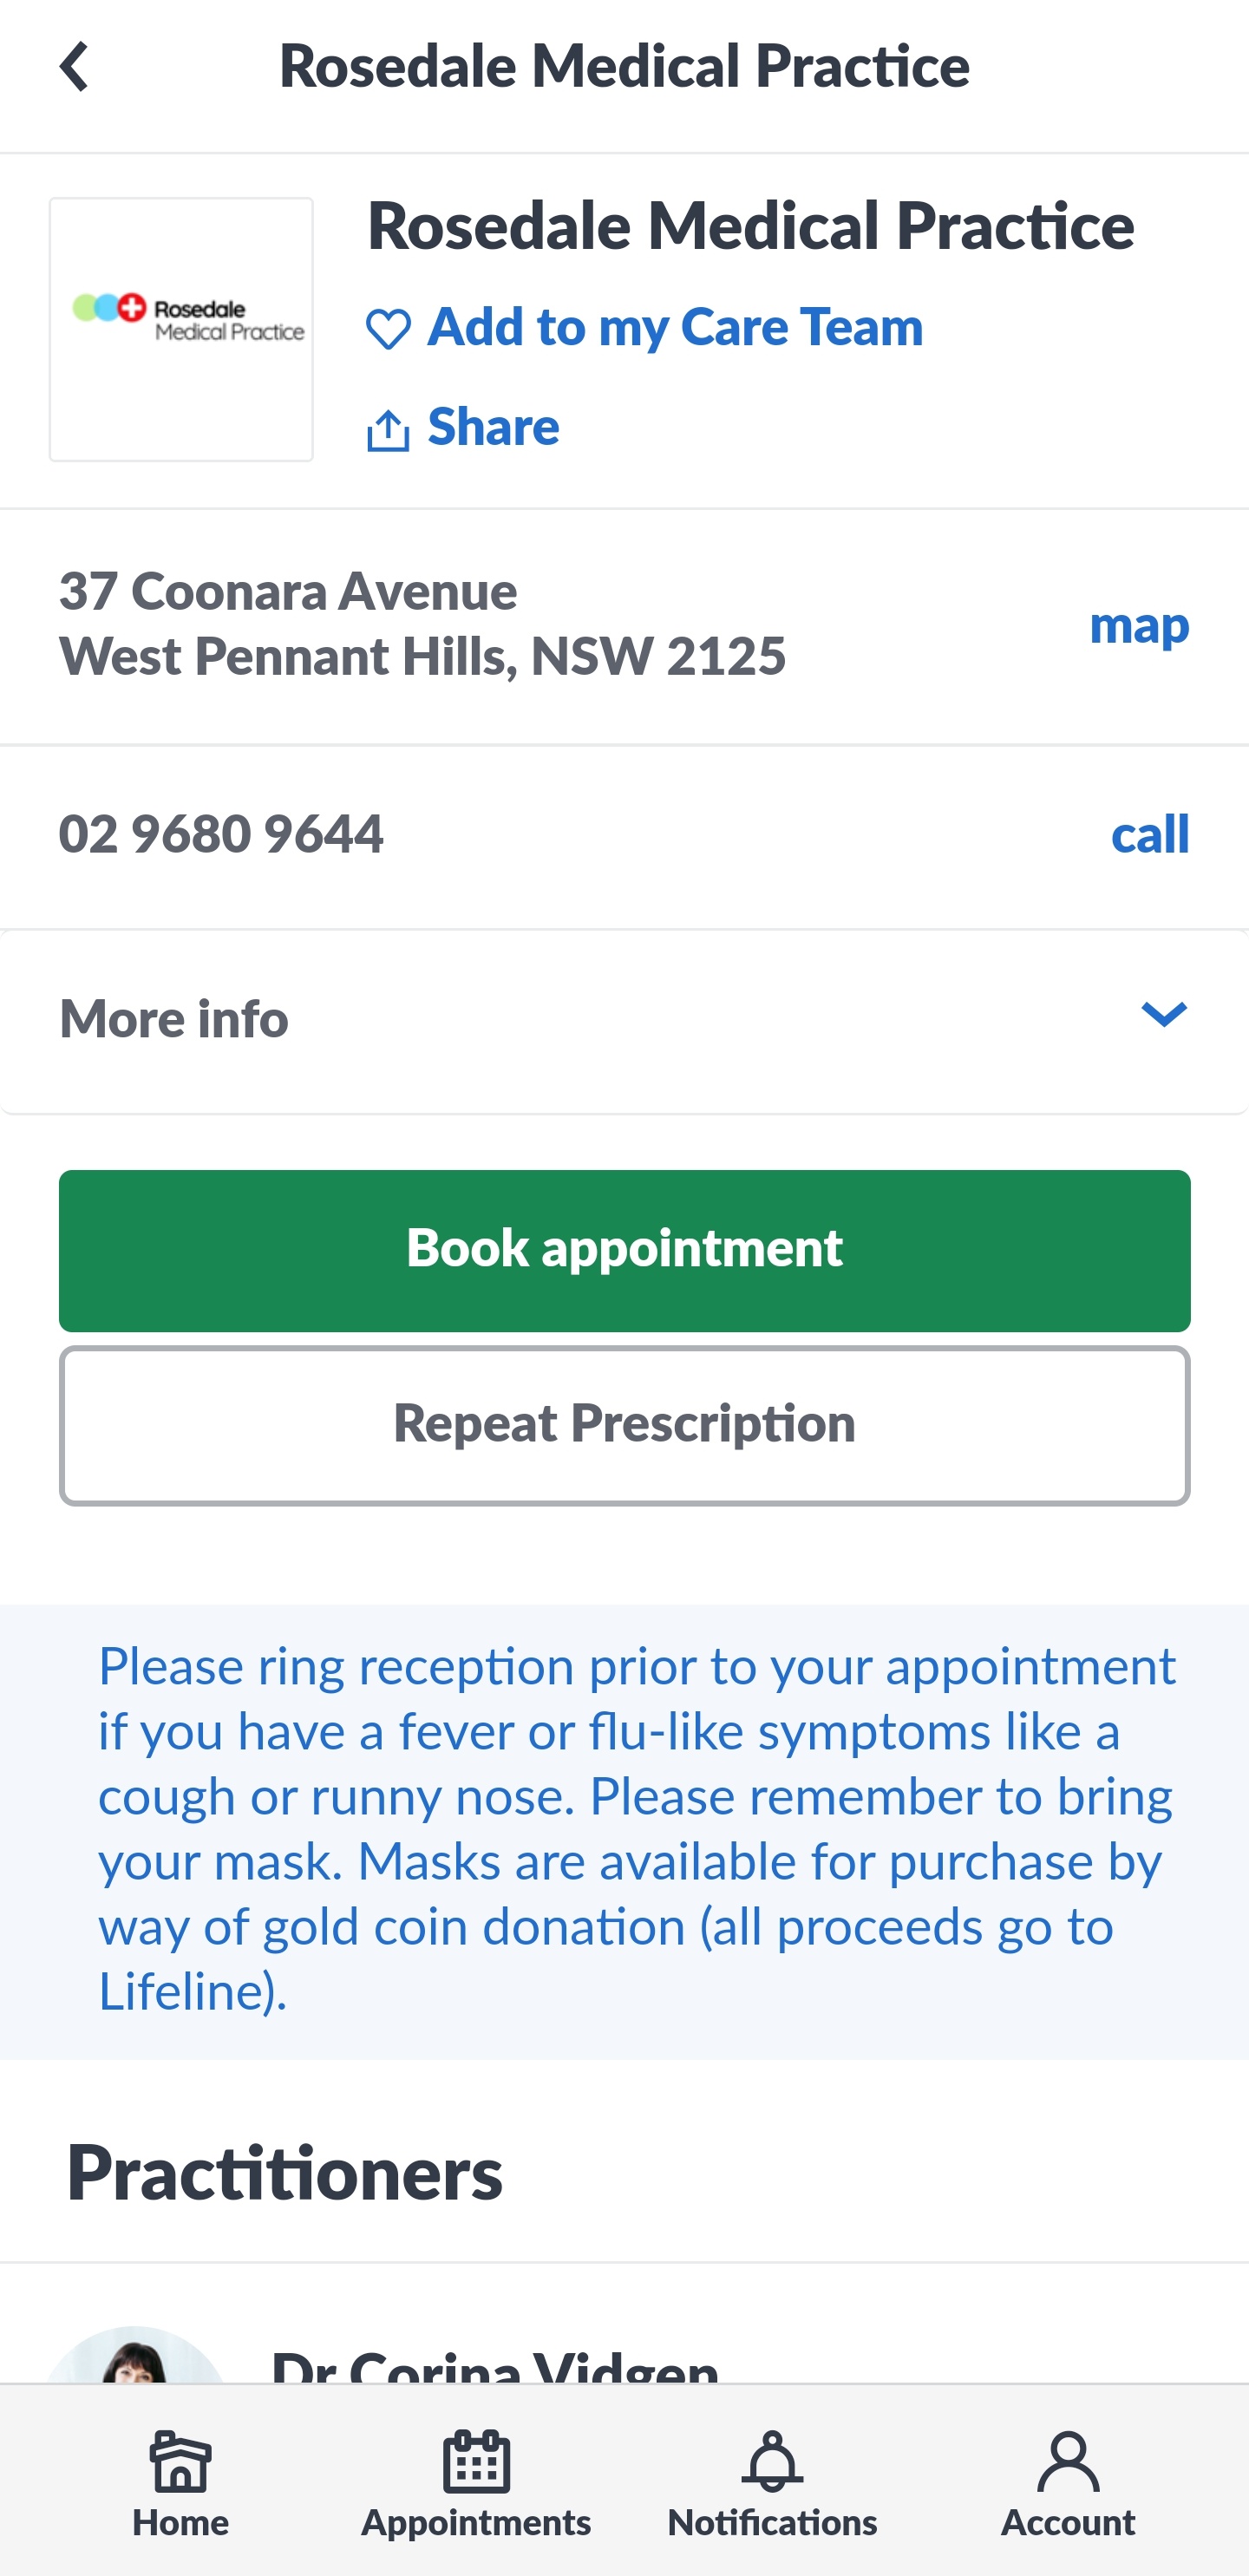 Rosedale Medical Practice
Rosedale
Medical Practice
Rosedale Medical Practice
Add to my Care Team
Share
37 Coonara Avenue
West Pennant Hills, NSW 2125
map
02 9680 9644
call
More info
Book appointment
Repeat Prescription
Please ring reception prior to your appointment
if you have a fever or flu-like symptoms like a
cough or runny nose. Please remember to bring
your mask. Masks are available for purchase by
way of gold coin donation (all proceeds go to
Lifeline).
Practitioners
Dr Corina Vidgen
Home
Appointments
Notifications
Account